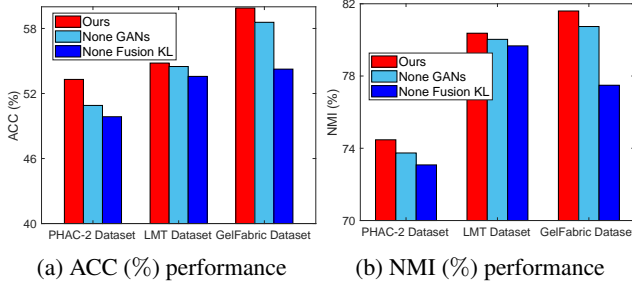 58
52
46
40
ACC (%)
Ours
None GANs
None Fusion KL
PHAC-2 Dataset LMT Dataset GelFabric Dataset
(a) ACC (%) performance
82
78
74
70
NMI (%)
Ours
None GANs
None Fusion KL
PHAC-2 Dataset LMT Dataset GelFabric Dataset
(b) NMI (%) performance